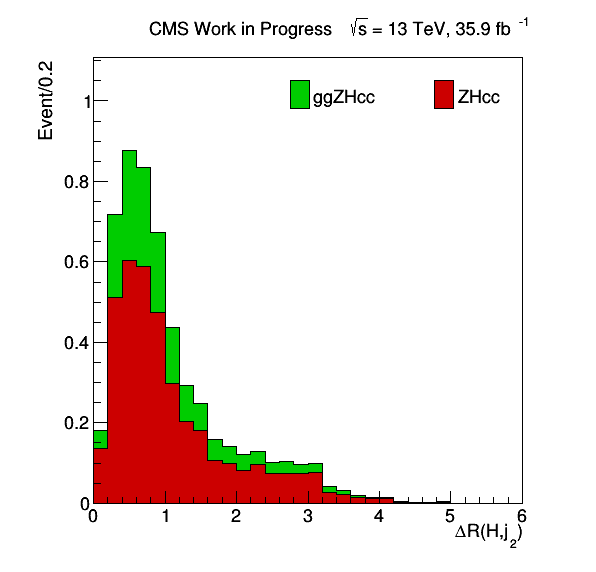 CMS Work in Progress √s = 13 TeV, 35.9 fb⁻¹
Event/0.2
ggZHcc ZHcc
1
0.8
0.6
0.4
0.2
0
0 1 2 3 4 5 6
ΔR(H,j₂)